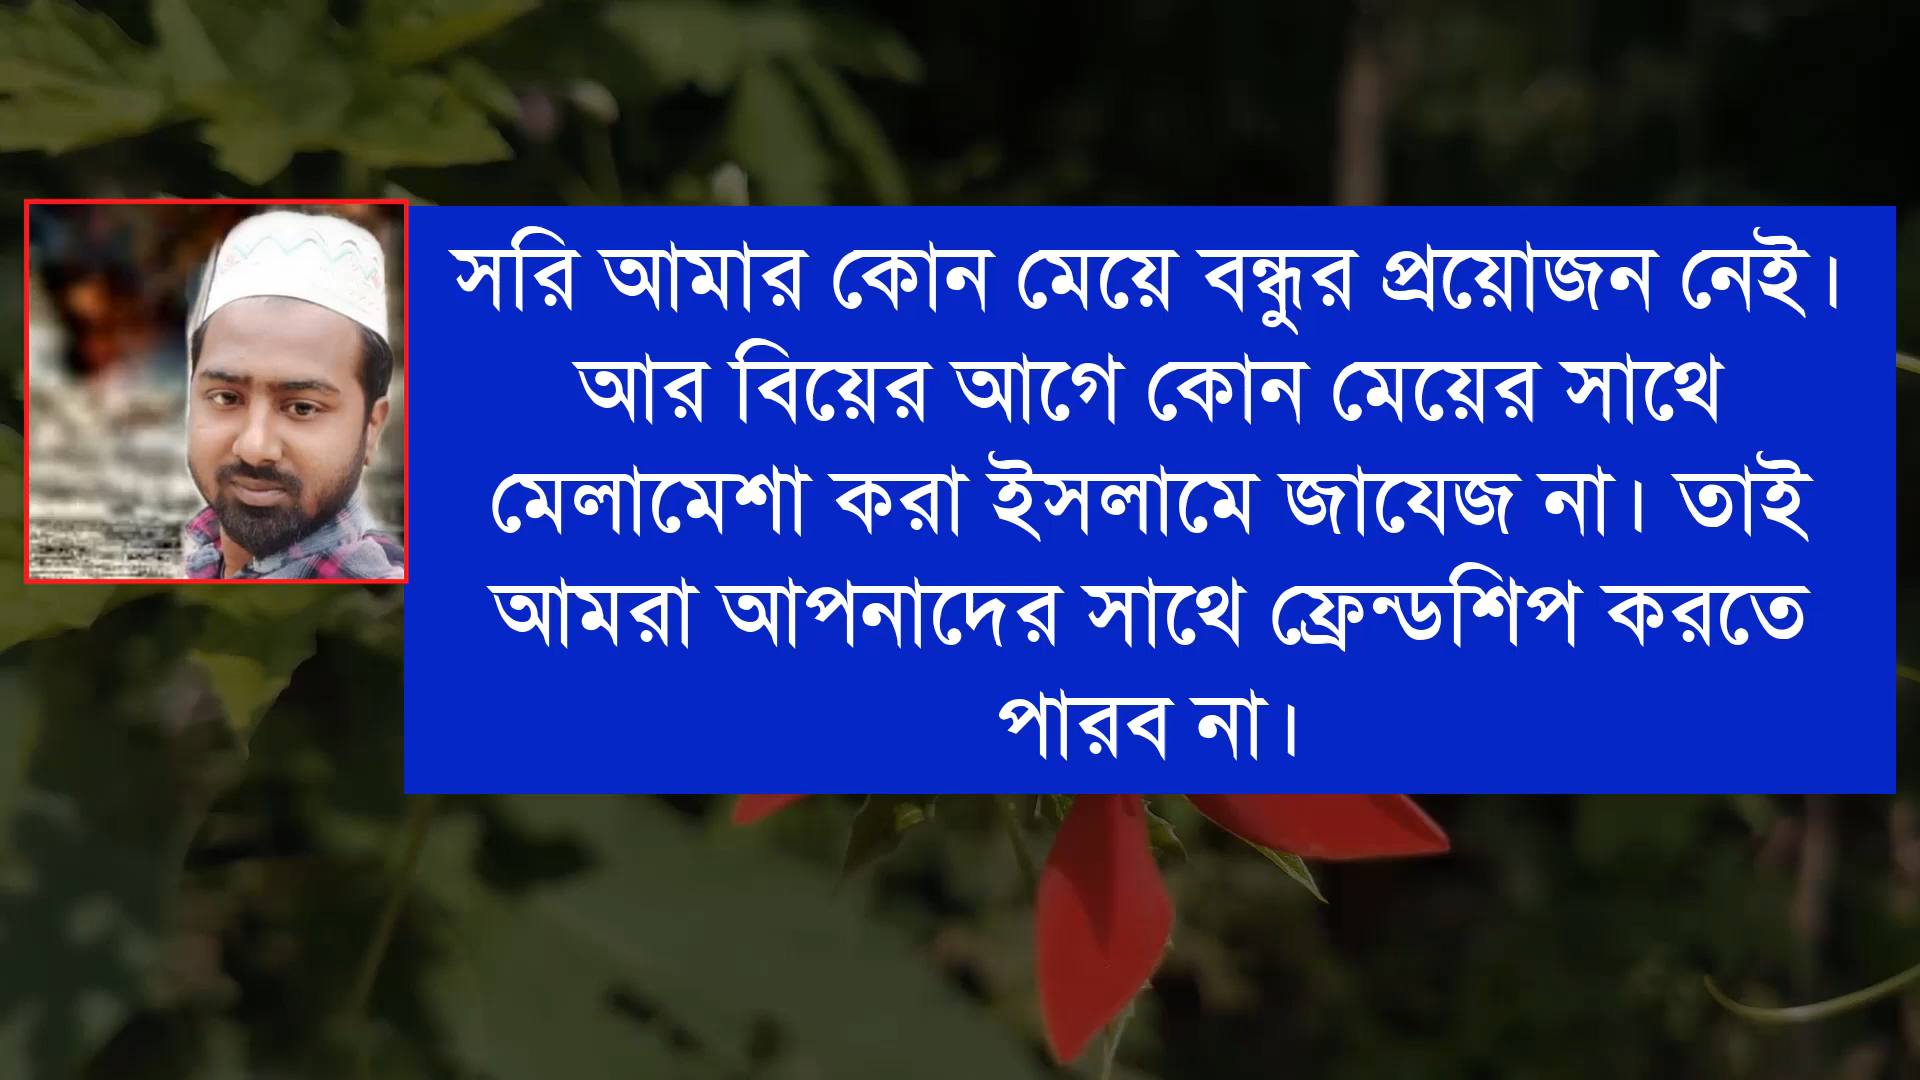 সরি আমার কোন মেয়ে বন্ধুর প্রয়োজন নেই।
আর বিয়ের আগে কোন মেয়ের সাথে
মেলামেশা করা ইসলামে জাযেজ না। তাই
আমরা আপনাদের সাথে ফ্রেন্ডশিপ করতে
পারব না।